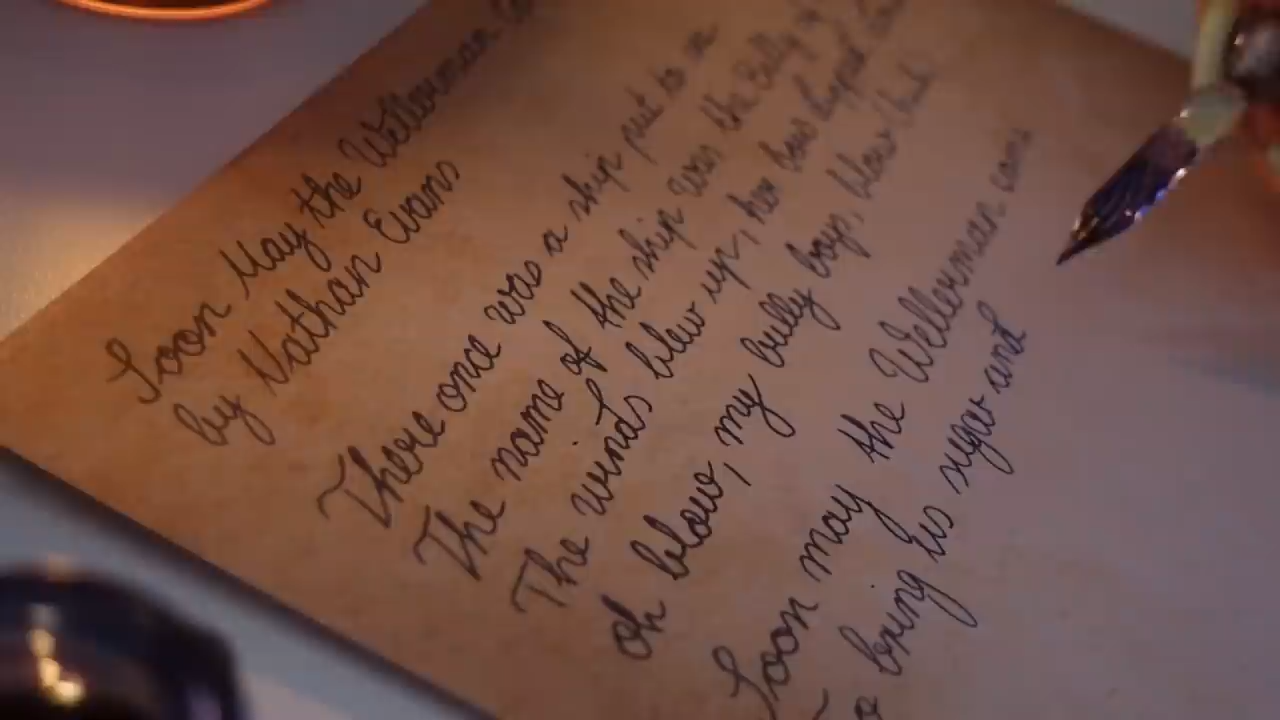 Soon May the Wellerman
by Nathan Evans
There once was a ship put to
The name of the ship was the Billy
The winds blew up, her bow dipped
oh blow, my bully boys, blow
Soon may the Wellerman come
To bring us sugar and